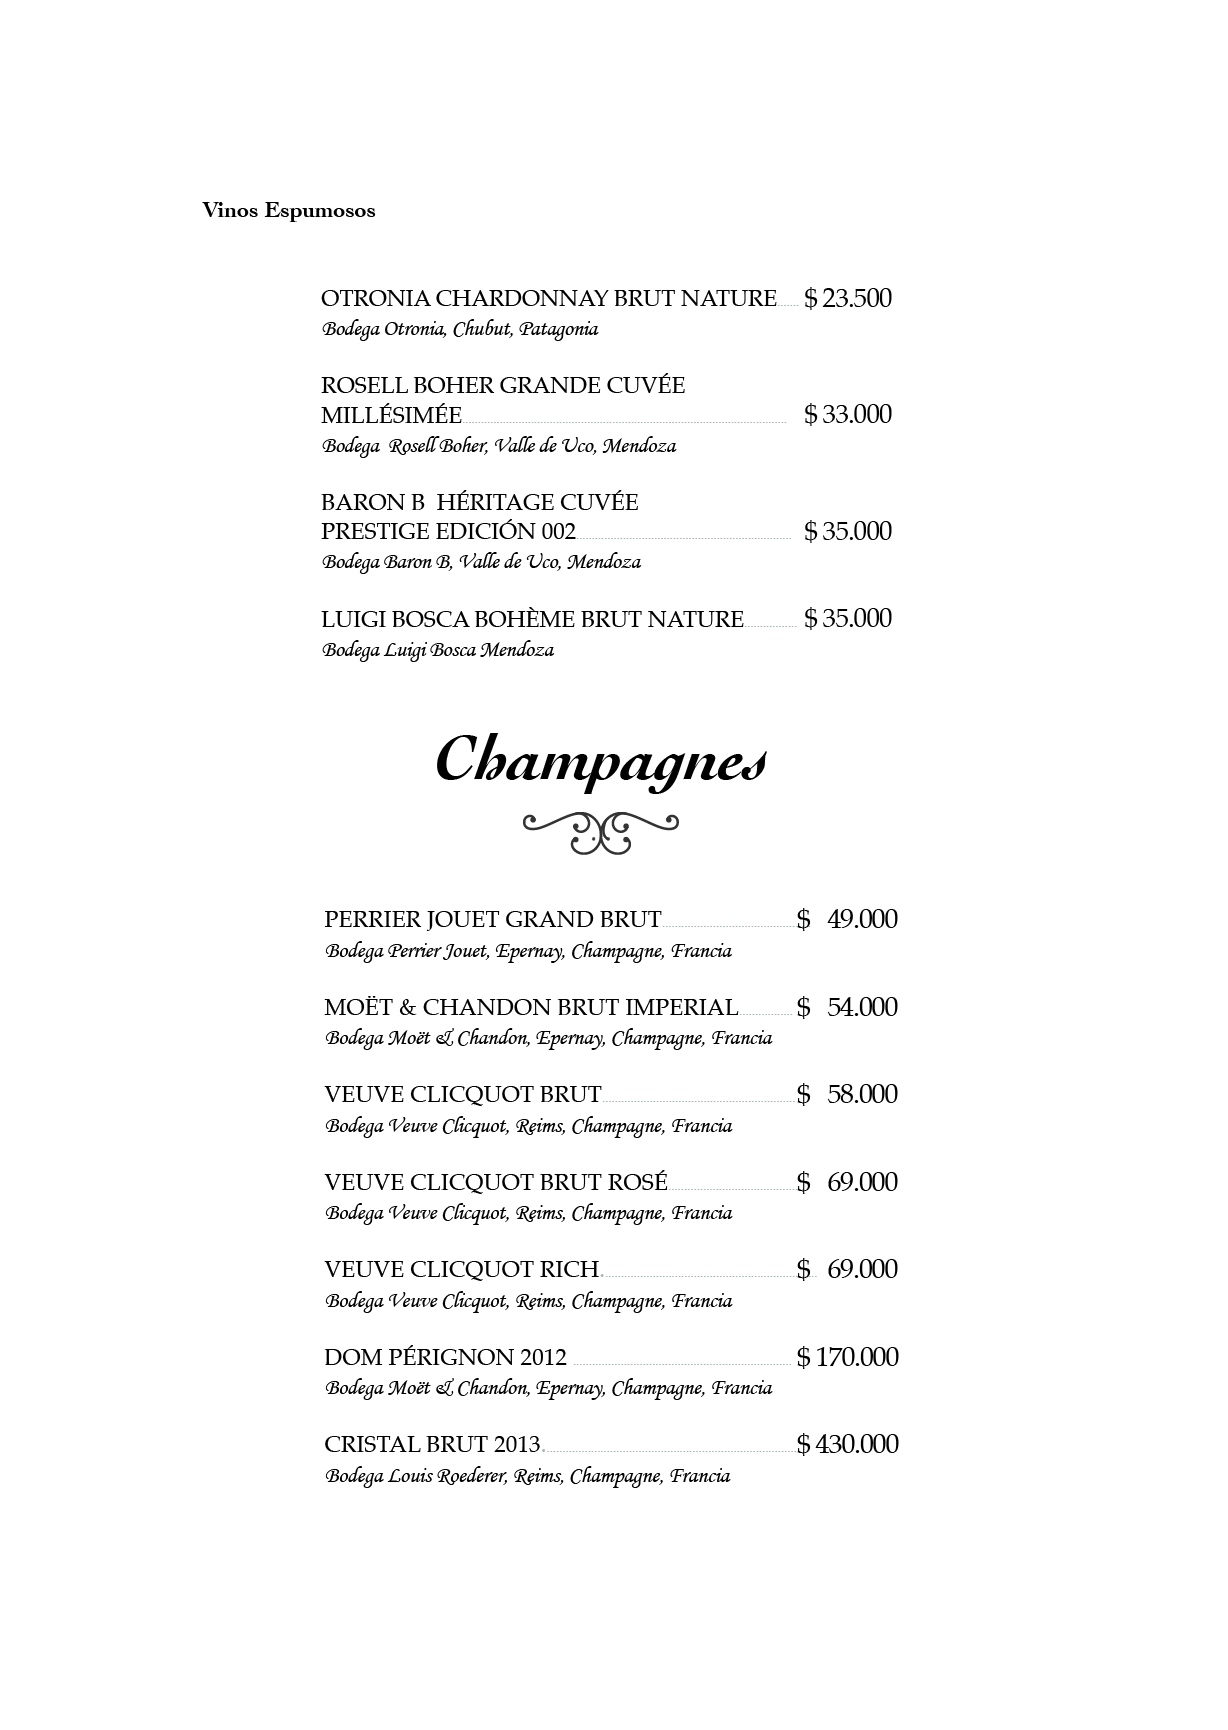 Vinos Espumosos
OTRONIA CHARDONNAY BRUT NATURE...... $ 23.500
Bodega Otronia, Chubut, Patagonia
ROSELL BOHER GRANDE CUVÉE
MILLÉSIMÉE...... $ 33.000
Bodega Rosell Boher, Valle de Uco, Mendoza
BARON B HÉRITAGE CUVÉE
PRESTIGE EDICIÓN 002...... $ 35.000
Bodega Baron B, Valle de Uco, Mendoza
LUIGI BOSCA BOHÈME BRUT NATURE...... $ 35.000
Bodega Luigi Bosca Mendoza
Champagnes
PERRIER JOUET GRAND BRUT......$ 49.000
Bodega Perrier Jouet, Epernay, Champagne, Francia
MOËT & CHANDON BRUT IMPERIAL......$ 54.000
Bodega Moët & Chandon, Epernay, Champagne, Francia
VEUVE CLICQUOT BRUT......$ 58.000
Bodega Veuve Clicquot, Reims, Champagne, Francia
VEUVE CLICQUOT BRUT ROSÉ......$ 69.000
Bodega Veuve Clicquot, Reims, Champagne, Francia
VEUVE CLICQUOT RICH......$ 69.000
Bodega Veuve Clicquot, Reims, Champagne, Francia
DOM PÉRIGNON 2012 ...... $ 170.000
Bodega Moët & Chandon, Epernay, Champagne, Francia
CRISTAL BRUT 2013......$ 430.000
Bodega Louis Roederer, Reims, Champagne, Francia